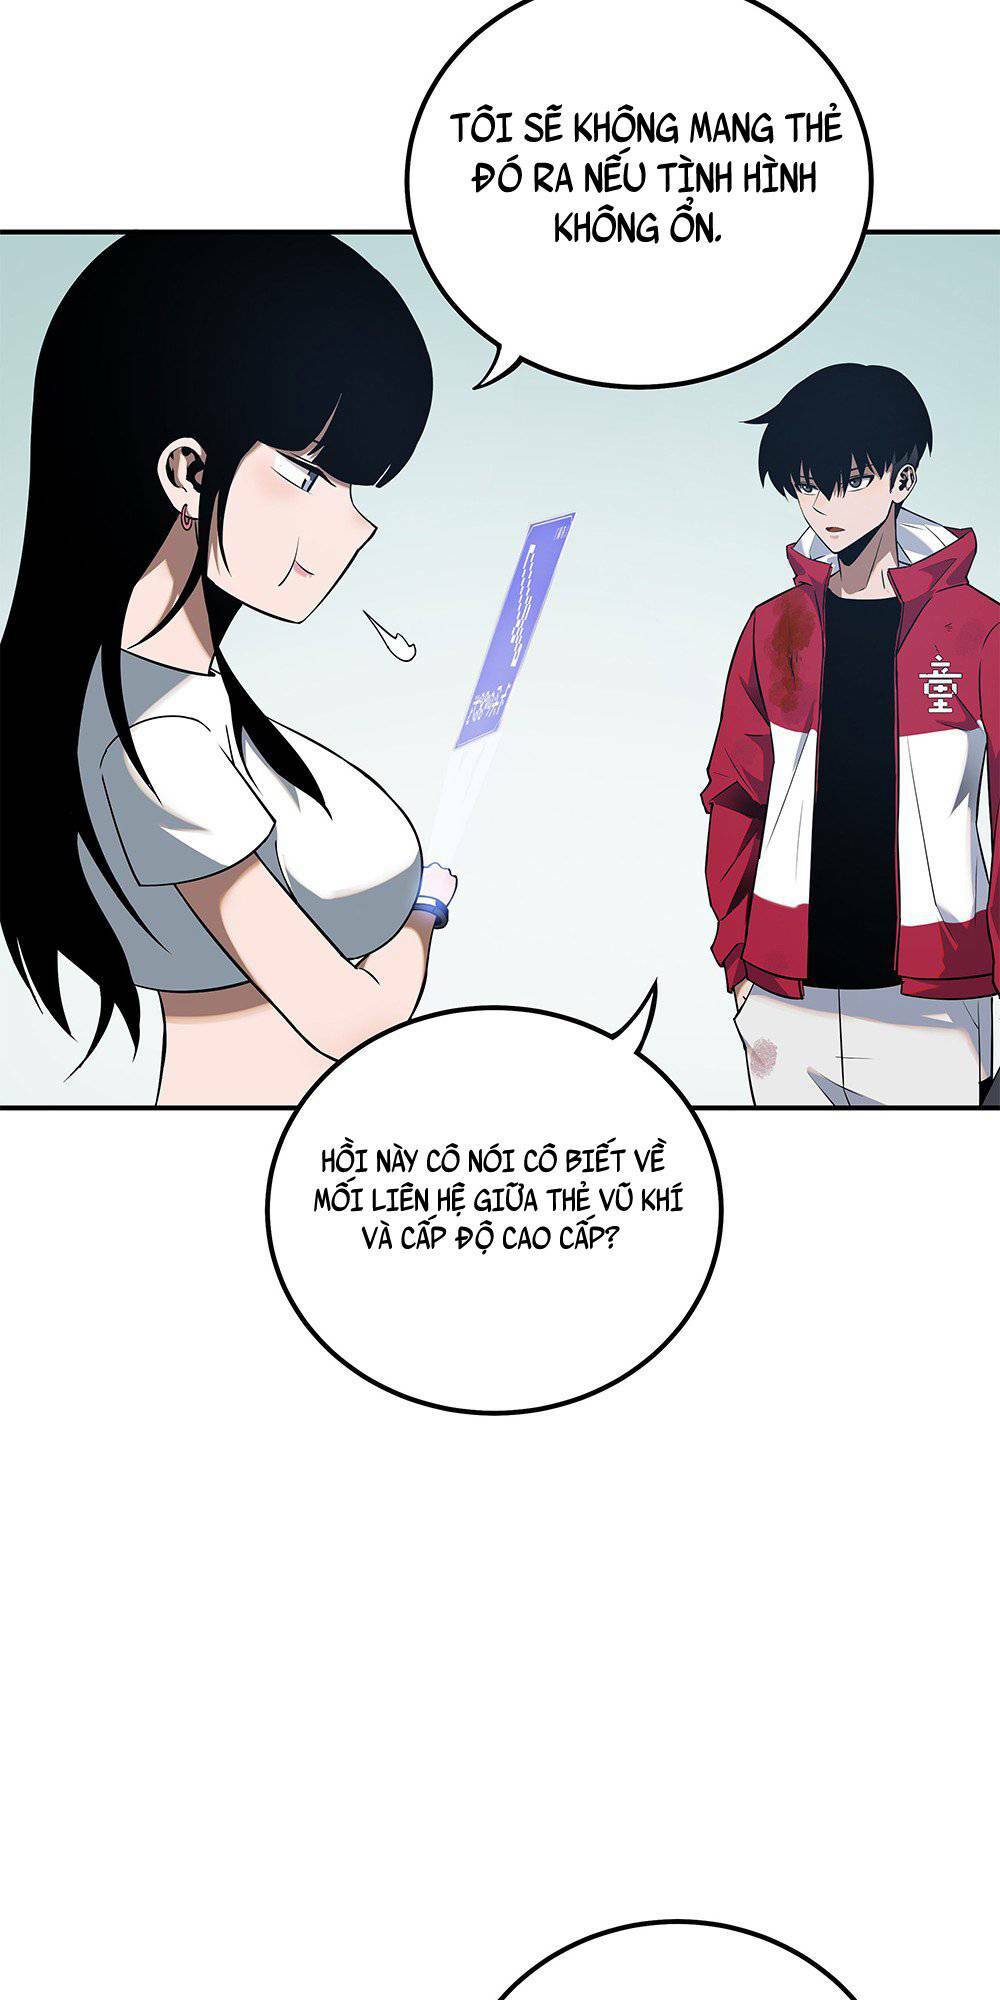 TÔI SẼ KHÔNG MANG THẺ
ĐÓ RA NẾU TÌNH HÌNH
KHÔNG ỔN.
童
HỒI NÀY CÔ NÓI CÔ BIẾT VỀ
MỐI LIÊN HỆ GIỮA THẺ VŨ KHÍ
VÀ CẤP ĐỘ CAO CẤP?